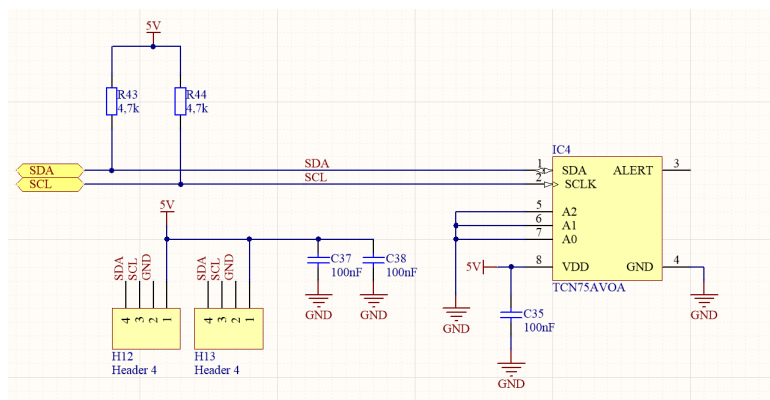 5V
R43
4,7k
R44
4,7k
SDA
SCL
SDA
SCL
IC4
1
SDA
2
SCLK
ALERT
3
5
A2
6
A1
7
A0
5V
8
VDD
GND
4
TCN75AVOA
GND
GND
C35
100nF
GND
5V
C37
100nF
C38
100nF
GND
GND
SDA
SCL
GND
4
3
2
1
H12
Header 4
SDA
SCL
GND
4
3
2
1
H13
Header 4